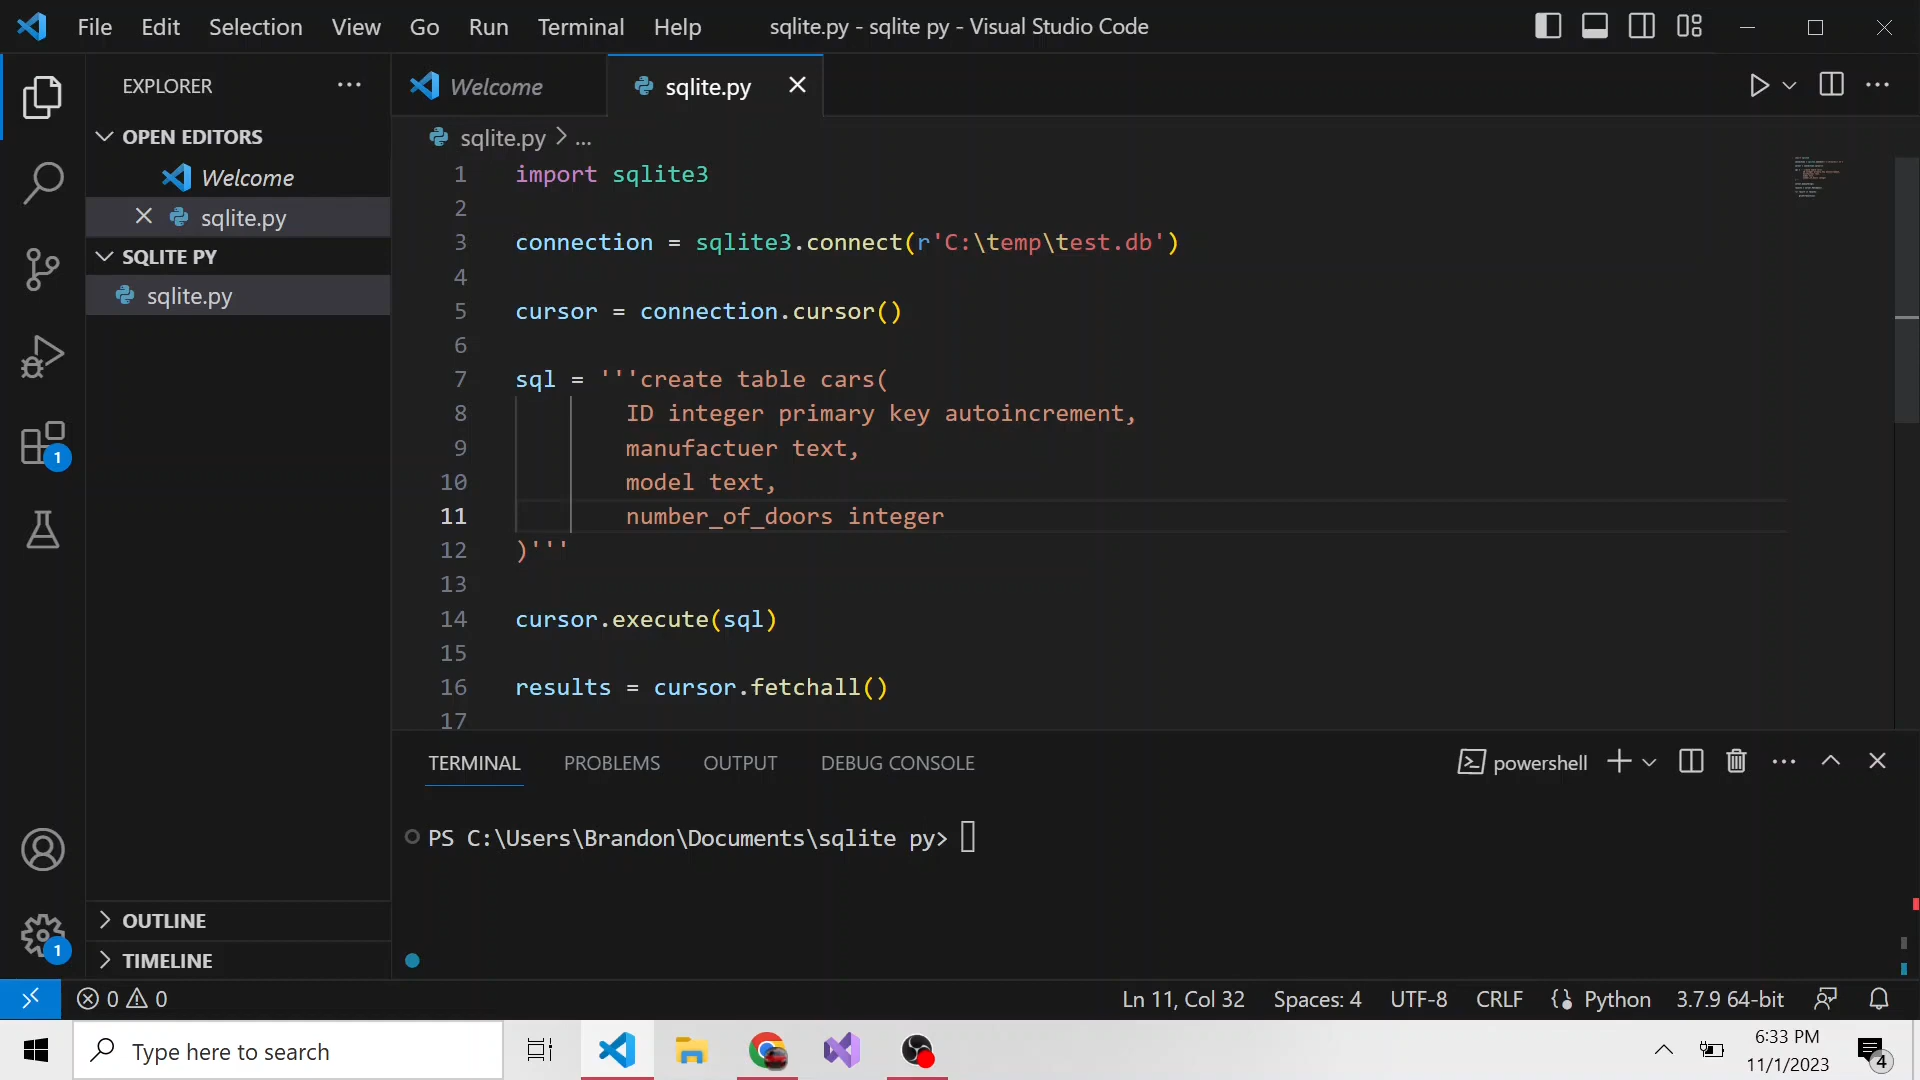 File Edit Selection View Go Run Terminal Help
sqlite.py - sqlite py - Visual Studio Code
EXPLORER
OPEN EDITORS
Welcome
sqlite.py
SQLITE PY
sqlite.py
OUTLINE
TIMELINE
1
1
Welcome
sqlite.py
sqlite.py > ...
1 import sqlite3
2
3 connection = sqlite3.connect(r'C:\temp\test.db')
4
5 cursor = connection.cursor()
6
7 sql = '''create table cars(
8 ID integer primary key autoincrement,
9 manufactuer text,
10 model text,
11 number_of_doors integer
12 )'''
13
14 cursor.execute(sql)
15
16 results = cursor.fetchall()
17
TERMINAL PROBLEMS OUTPUT DEBUG CONSOLE
powershell
PS C:\Users\Brandon\Documents\sqlite py>
0 0
Ln 11, Col 32 Spaces: 4 UTF-8 CRLF Python 3.7.9 64-bit
Type here to search
6:33 PM
11/1/2023
4